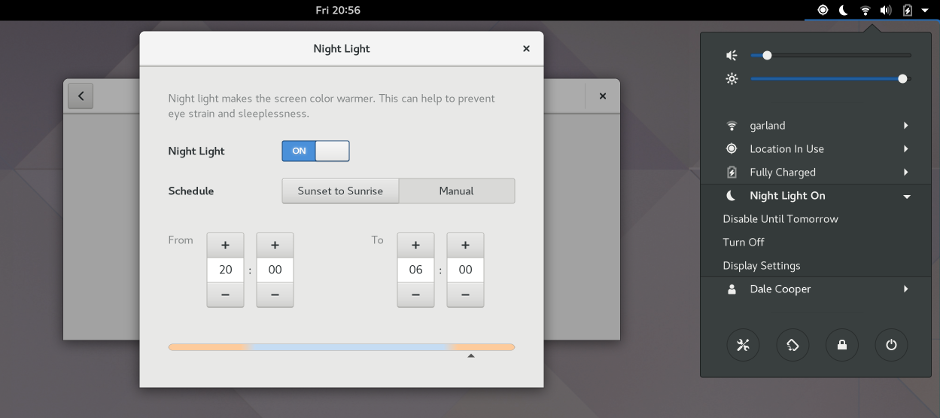 Fri 20:56
Night Light
Night light makes the screen color warmer. This can help to prevent
eye strain and sleeplessness.
Night Light
ON
Schedule
Sunset to Sunrise
Manual
From
+
+
To
+
+
20 : 00
06 : 00
−
−
−
−
garland
Location In Use
Fully Charged
Night Light On
Disable Until Tomorrow
Turn Off
Display Settings
Dale Cooper